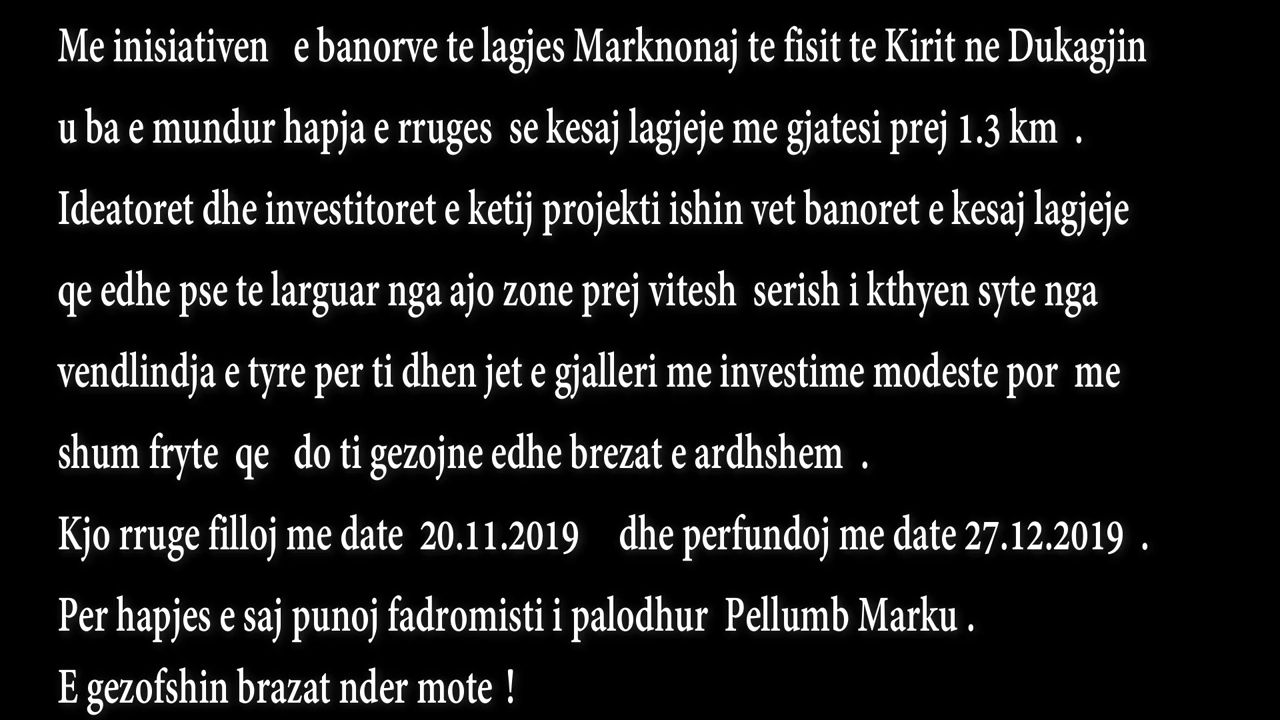 Me inisiativen e banorve te lagjes Marknonaj te fisit te Kirit ne Dukagjin
u ba e mundur hapja e rruges se kesaj lagjeje me gjatesi prej 1.3 km .
Ideatoret dhe investitoret e ketij projekti ishin vet banoret e kesaj lagjeje
qe edhe pse te larguar nga ajo zone prej vitesh serish i kthyen syte nga
vendlindja e tyre per ti dhen jet e gjalleri me investime modeste por me
shum fryte qe do ti gezojne edhe brezat e ardhshem .
Kjo rruge filloj me date 20.11.2019 dhe perfundoj me date 27.12.2019 .
Per hapjes e saj punoj fadromisti i palodhur Pellumb Marku .
E gezofshin brazat nder mote !